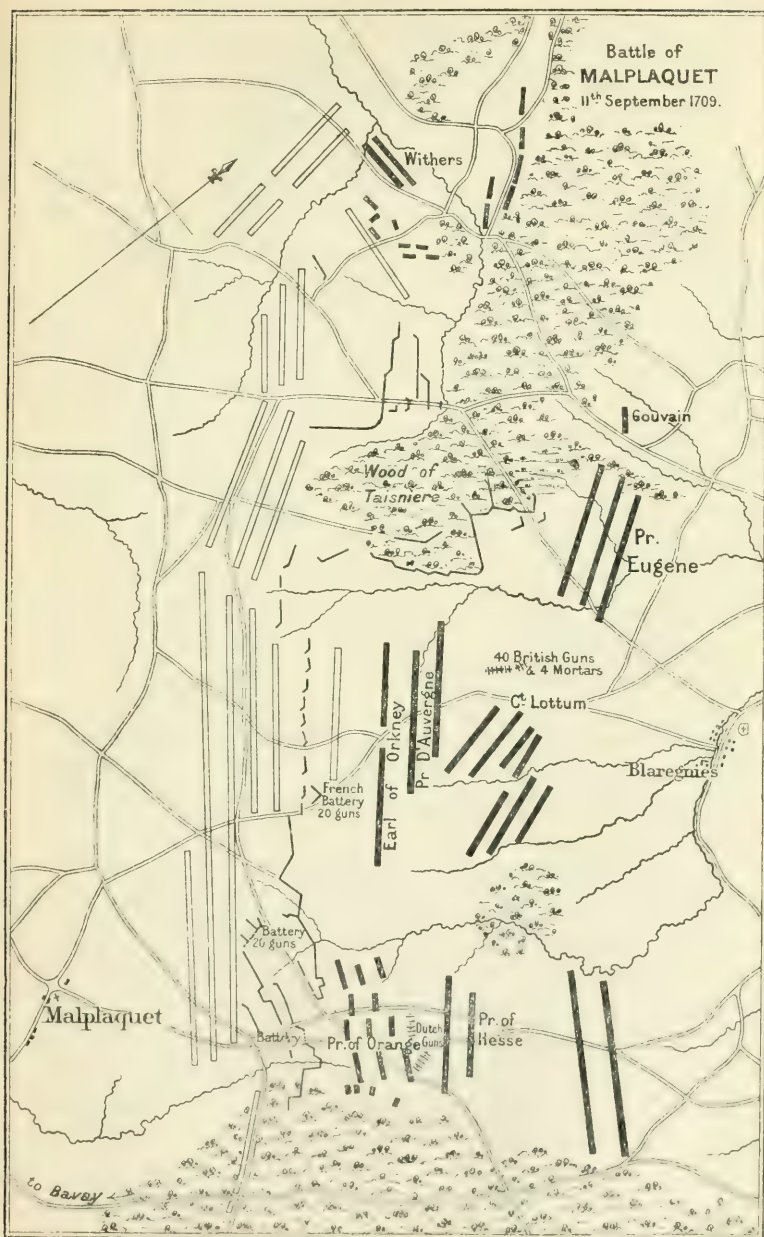 Battle of
MALPLAQUET
11th September 1709.
Withers
Gouvain
Wood of
Taisniere
Pr.
Eugene
40 British Guns
& 4 Mortars
Ct. Lottum
Earl of Orkney
Pr D'Auvergne
Blaregnies
French
Battery
20 guns
Battery
20 guns
Malplaquet
Battry
Pr. of Orange
Dutch
Guns
Pr. of
Hesse
to Bavay